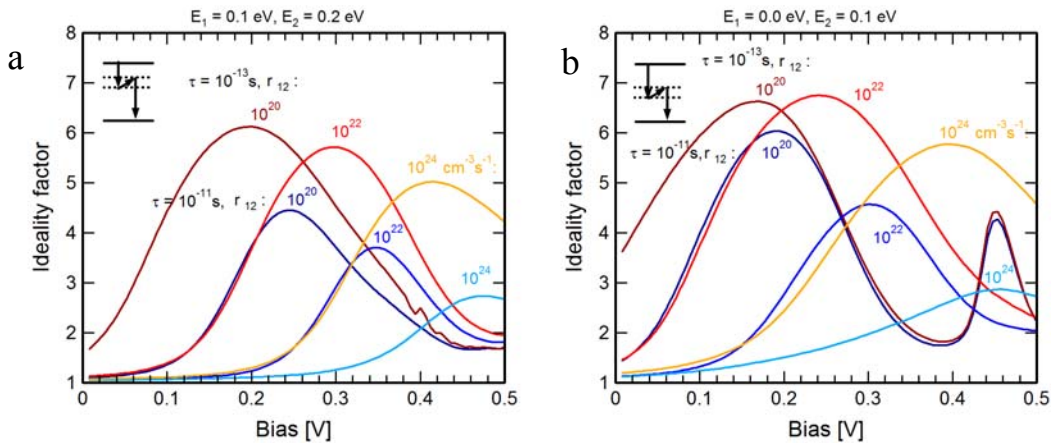 a
E₁ = 0.1 eV, E₂ = 0.2 eV
8
7
6
5
4
3
2
1
Ideality factor
τ = 10⁻¹³s, r₁₂ :
10²⁰
10²²
10²⁴ cm⁻³s⁻¹:
τ = 10⁻¹¹s, r₁₂ :
10²⁰
10²²
10²⁴
0.0
0.1
0.2
0.3
0.4
0.5
Bias [V]
b
E₁ = 0.0 eV, E₂ = 0.1 eV
8
7
6
5
4
3
2
1
Ideality factor
τ = 10⁻¹³s, r₁₂ :
10²⁰
10²²
10²⁴ cm⁻³s⁻¹:
τ = 10⁻¹¹s, r₁₂ :
10²⁰
10²²
10²⁴
0.0
0.1
0.2
0.3
0.4
0.5
Bias [V]